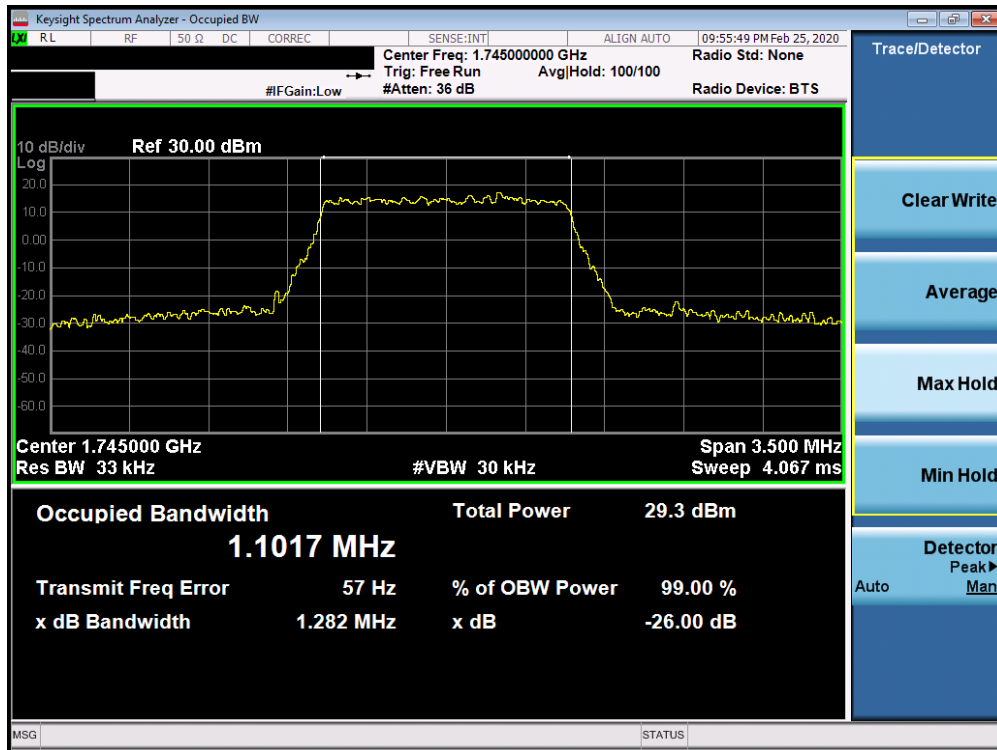 Keysight Spectrum Analyzer - Occupied BW
LXI RL RF 50 Ω DC CORREC SENSE:INT ALIGN AUTO 09:55:49 PM Feb 25, 2020
Center Freq: 1.745000000 GHz Radio Std: None
Trig: Free Run Avg|Hold: 100/100
#IFGain:Low #Atten: 36 dB Radio Device: BTS
10 dB/div Ref 30.00 dBm
Log
20.0
10.0
0.00
-10.0
-20.0
-30.0
-40.0
-50.0
-60.0
Center 1.745000 GHz Span 3.500 MHz
Res BW 33 kHz #VBW 30 kHz Sweep 4.067 ms
Occupied Bandwidth Total Power 29.3 dBm
1.1017 MHz
Transmit Freq Error 57 Hz % of OBW Power 99.00 %
x dB Bandwidth 1.282 MHz x dB -26.00 dB
MSG STATUS
Trace/Detector
Clear Write
Average
Max Hold
Min Hold
Detector
Peak▶
Auto Man